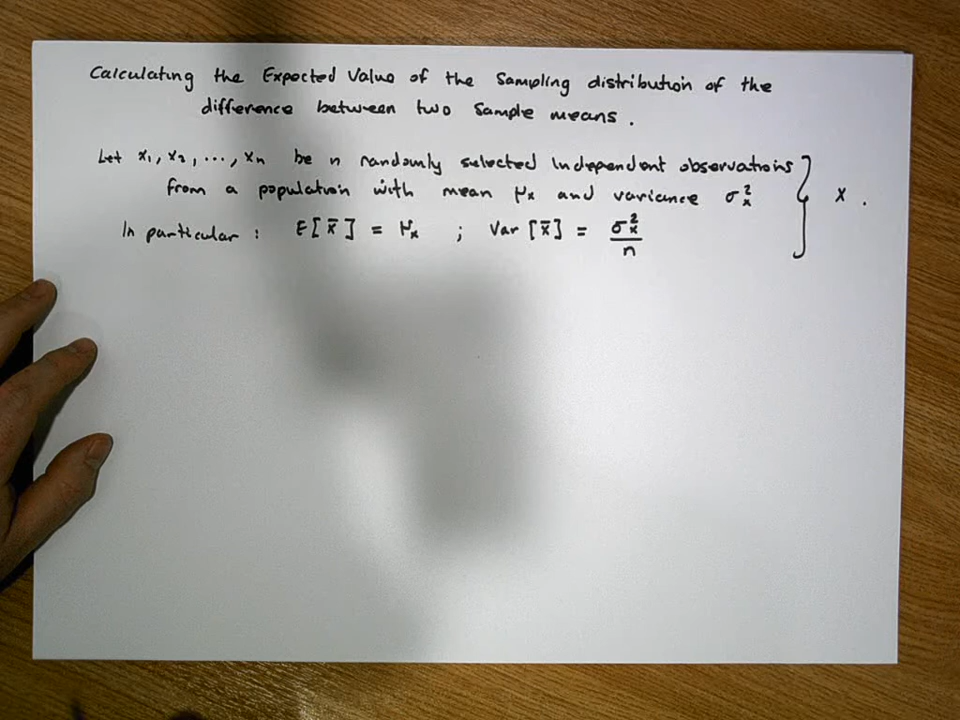 Calculating the Expected Value of the Sampling distribution of the
difference between two sample means.
Let x₁, x₂, ..., xₙ be n randomly selected independent observations
from a population with mean μₓ and variance σₓ² } X.
In particular: E[x̄] = μₓ ; Var[x̄] = σₓ²/n